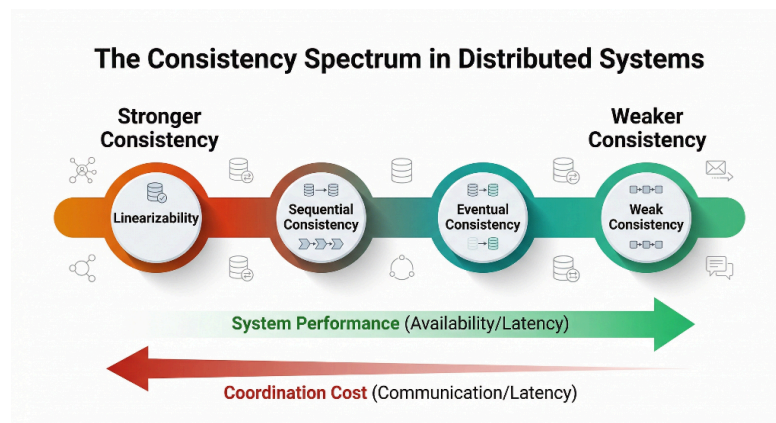 The Consistency Spectrum in Distributed Systems
Stronger
Consistency
Weaker
Consistency
Linearizability
Sequential
Consistency
Eventual
Consistency
Weak
Consistency
System Performance (Availability/Latency)
Coordination Cost (Communication/Latency)